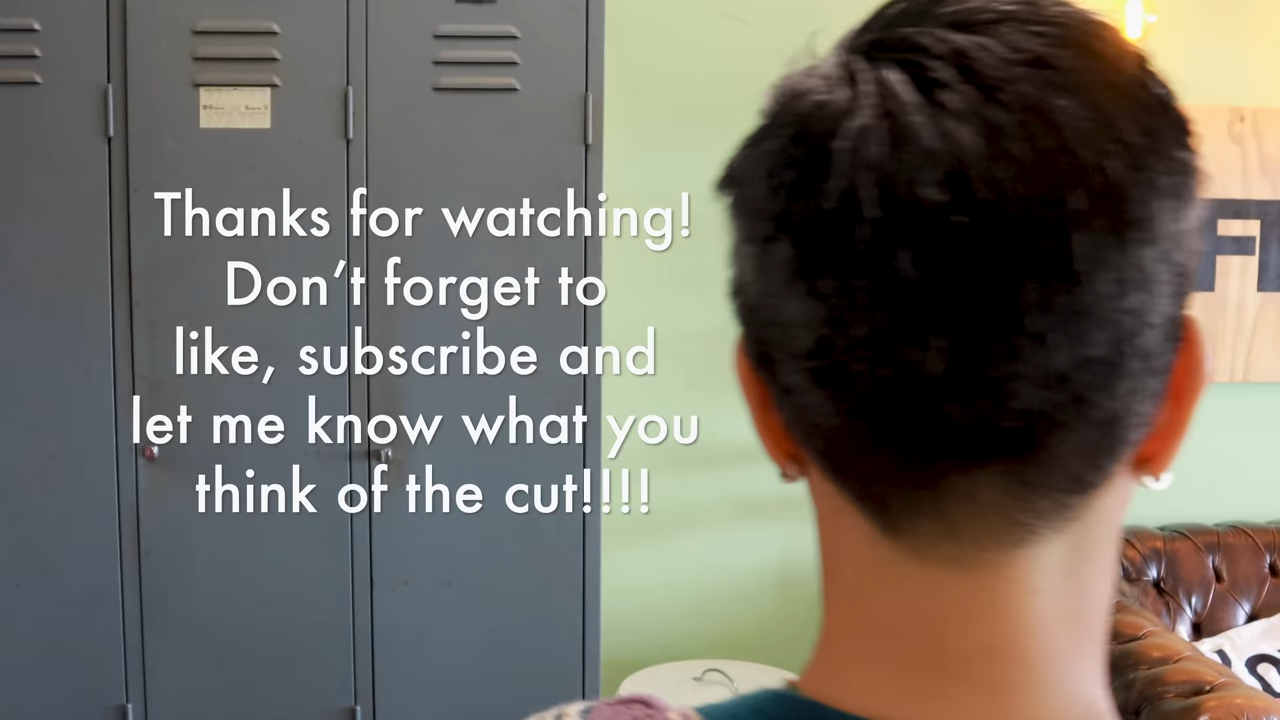 Thanks for watching!
Don't forget to
like, subscribe and
let me know what you
think of the cut!!!!